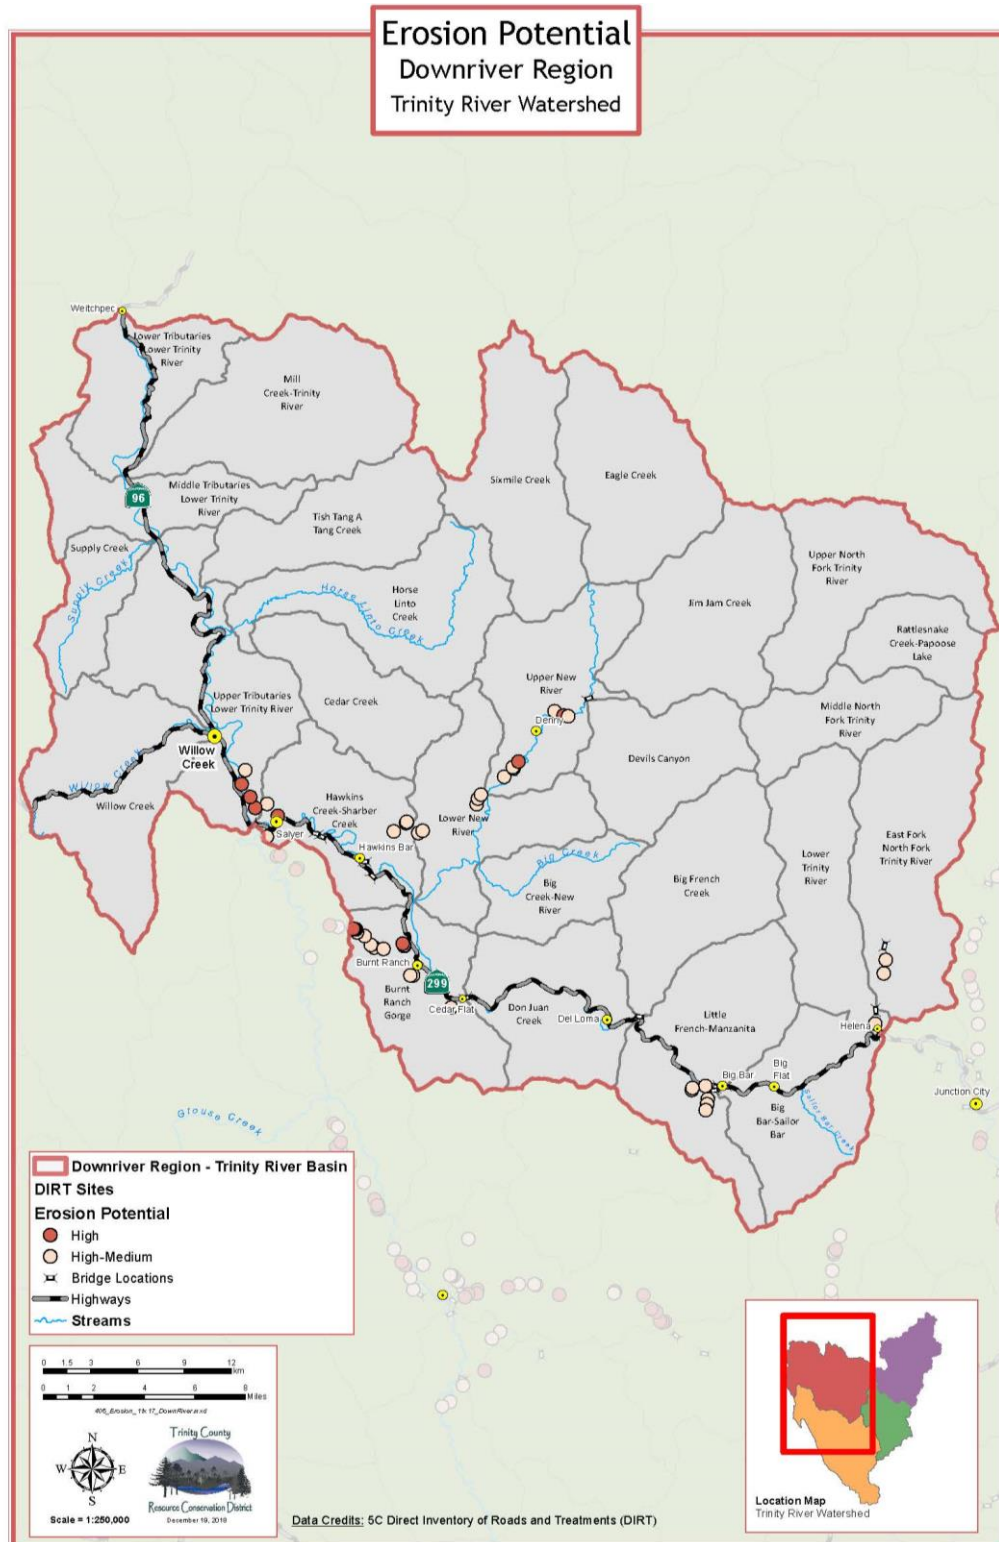 Erosion Potential
Downriver Region
Trinity River Watershed
Weitchpec
Lower Tributaries
Lower Trinity
River
Mill
Creek-Trinity
River
96
Middle Tributaries
Lower Trinity
River
Sixmile Creek
Eagle Creek
Tish Tang A
Tang Creek
Supply Creek
Supply Creek
Horse Linto Creek
Horse
Linto
Creek
Upper North
Fork Trinity
River
Jim Jam Creek
Rattlesnake
Creek-Papoose
Lake
Upper Tributaries
Lower Trinity River
Cedar Creek
Upper New
River
Denny
Middle North
Fork Trinity
River
Willow
Creek
Willow Creek
Willow Creek
Devils Canyon
Hawkins
Creek-Sharber
Creek
Salyer
Hawkins Bar
Lower New
River
Big Creek
Big
Creek-New
River
Big French
Creek
Lower
Trinity
River
East Fork
North Fork
Trinity River
Burnt Ranch
299
Burnt
Ranch
Gorge
Cedar Flat
Don Juan
Creek
Del Loma
Little
French-Manzanita
Helena
Big Bar
Big
Flat
Big
Bar-Sailor
Bar
Sailor Bar Creek
Junction City
Grouse Creek
Downriver Region - Trinity River Basin
DIRT Sites
Erosion Potential
High
High-Medium
Bridge Locations
Highways
Streams
0 1.5 3 6 9 12
km
0 1 2 4 6 8
Miles
N
W E
S
Scale = 1:250,000
Trinity County
Resource Conservation District
December 19, 2018
Data Credits: 5C Direct Inventory of Roads and Treatments (DIRT)
Location Map
Trinity River Watershed